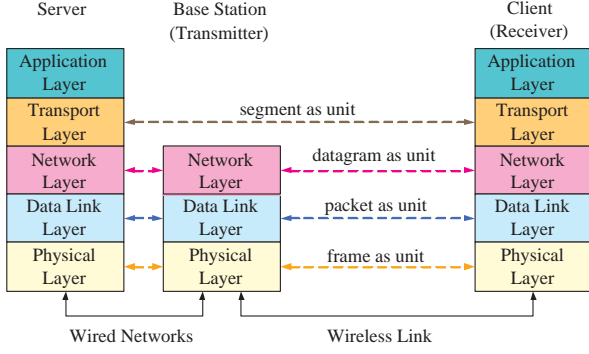 Server
Base Station
(Transmitter)
Client
(Receiver)
Application
Layer
Application
Layer
Transport
Layer
segment as unit
Transport
Layer
Network
Layer
Network
Layer
datagram as unit
Network
Layer
Data Link
Layer
Data Link
Layer
packet as unit
Data Link
Layer
Physical
Layer
Physical
Layer
frame as unit
Physical
Layer
Wired Networks
Wireless Link